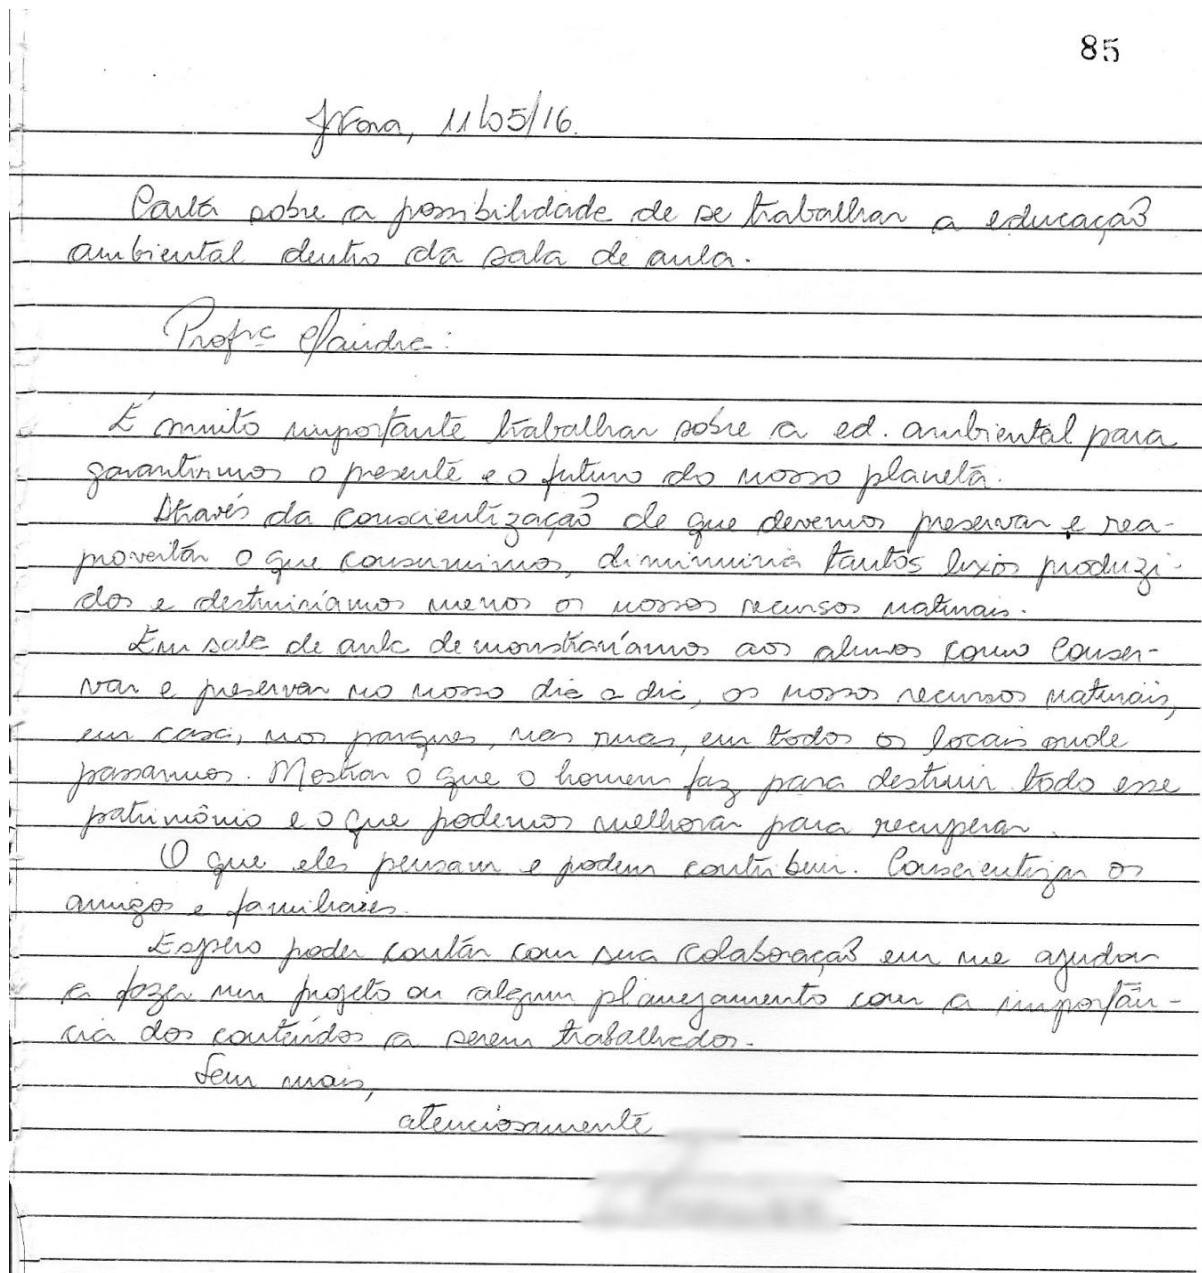 85
11/05/16.
Carta sobre a possibilidade de se trabalhar a educação
ambiental dentro da sala de aula.
Profª
É muito importante trabalhar sobre a ed. ambiental para
garantirmos o presente e o futuro do nosso planeta.
Através da conscientização de que devemos preservar e rea-
proveitar o que consumimos, diminuiria tantos lixos produzi-
dos e destruiríamos menos os nossos recursos naturais.
Em sala de aula demonstraríamos aos alunos como conser-
var e preservar no nosso dia a dia, os nossos recursos naturais,
em casa, nos parques, nas ruas, em todos os locais onde
passarmos. Mostrar o que o homem faz para destruir todo esse
patrimônio e o que podemos melhorar para recuperar.
O que eles pensam e podem contribuir. Conscientizar os
amigos e familiares.
Espero poder contar com sua colaboração em me ajudar
a fazer um projeto ou algum planejamento com a importân-
cia dos conteúdos a serem trabalhados.
Sem mais,
atenciosamente